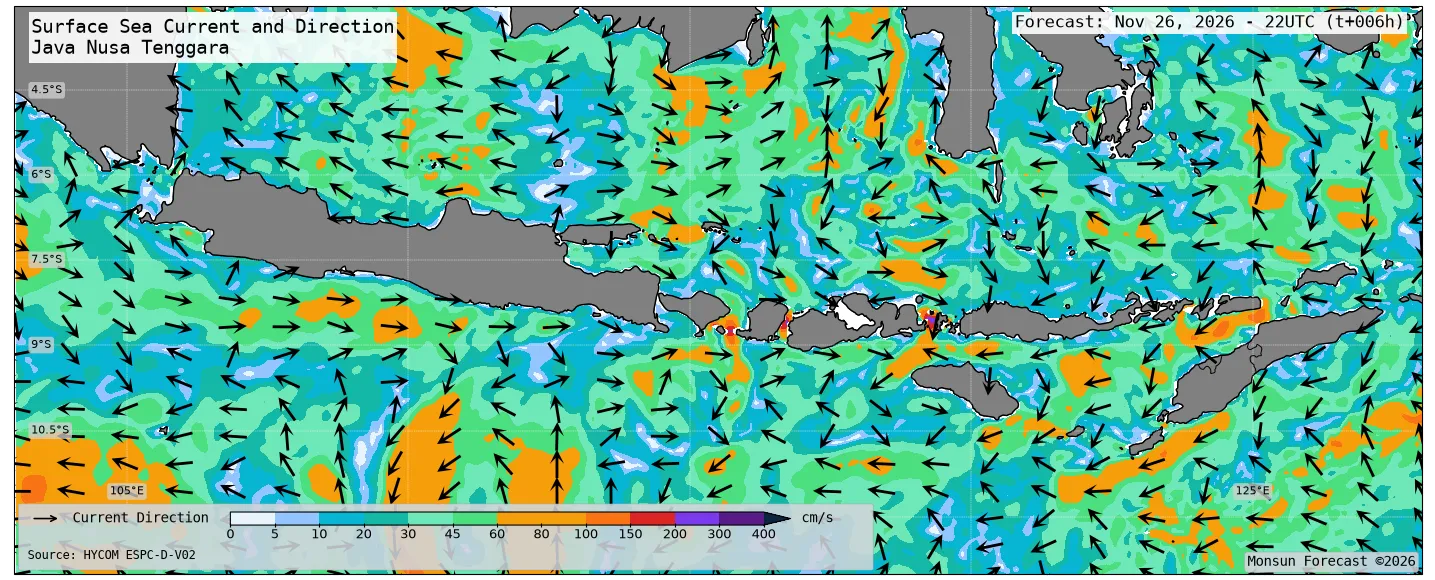 Surface Sea Current and Direction
Java Nusa Tenggara
Forecast: Nov 26, 2026 - 22UTC (t+006h)
4.5°S
6°S
7.5°S
9°S
10.5°S
105°E
125°E
Current Direction
0 5 10 20 30 45 60 80 100 150 200 300 400 cm/s
Source: HYCOM ESPC-D-V02
Monsun Forecast ©2026